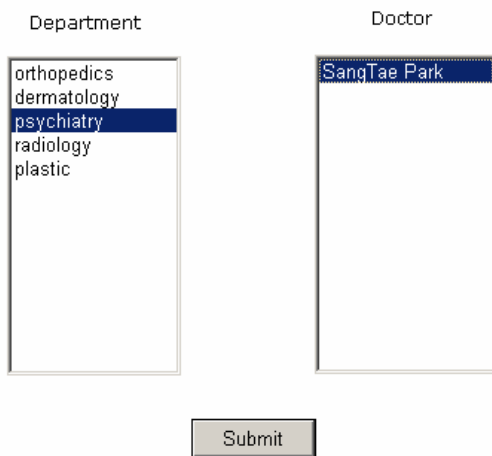 Department
Doctor
orthopedics
dermatology
psychiatry
radiology
plastic
SangTae Park
Submit